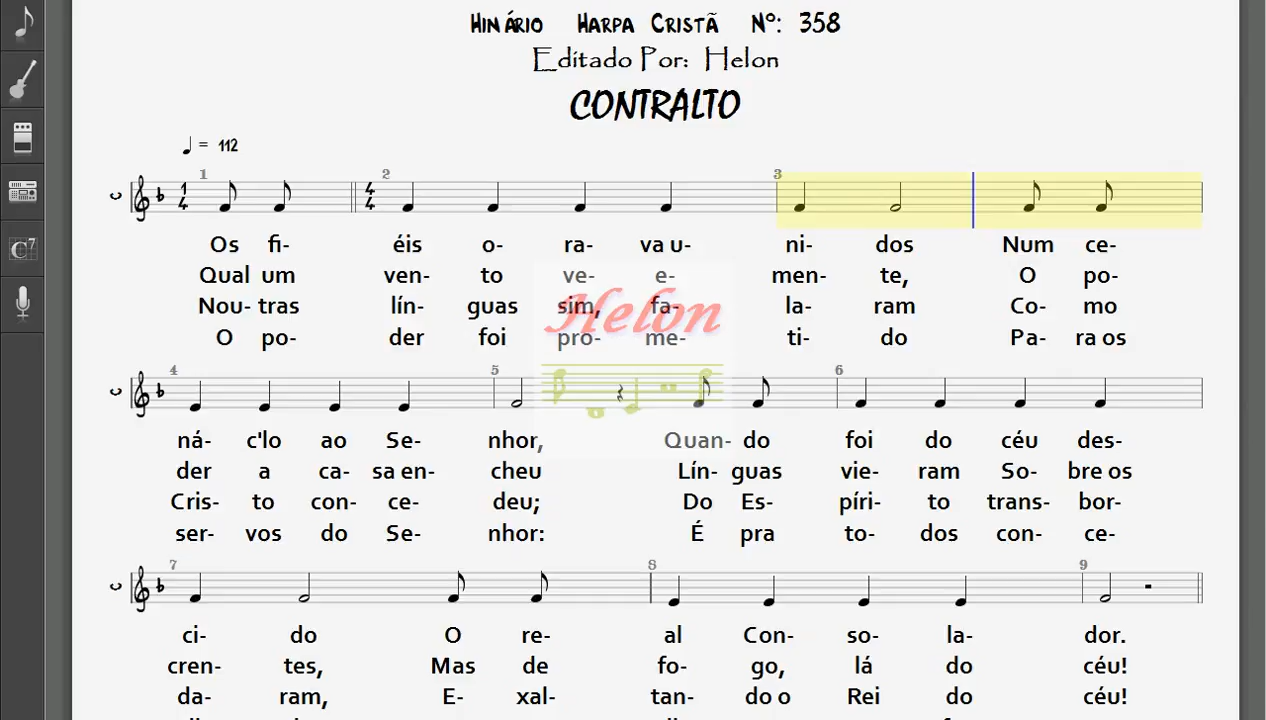 Hinário Harpa Cristã Nº: 358
Editado Por: Helon
CONTRALTO
= 112
1 2 3
1 4 4 4
Os fi- éis o- ra- va u- ni- dos Num ce-
Qual um ven- to ve- e- men- te, O po-
Nou- tras lín- guas sim, fa- la- ram Co- mo
O po- der foi pro- me- ti- do Pa- ra os
Helon
4 5 6
ná- c'lo ao Se- nhor, Quan- do foi do céu des-
der a ca- sa en- cheu Lín- guas vie- ram So- bre os
Cris- to con- ce- deu; Do Es- píri- to trans- bor-
ser- vos do Se- nhor: É pra to- dos con- ce-
7 8 9
ci- do O re- al Con- so- la- dor.
cren- tes, Mas de fo- go, lá do céu!
da- ram, E- xal- tan- do o Rei do céu!
C7